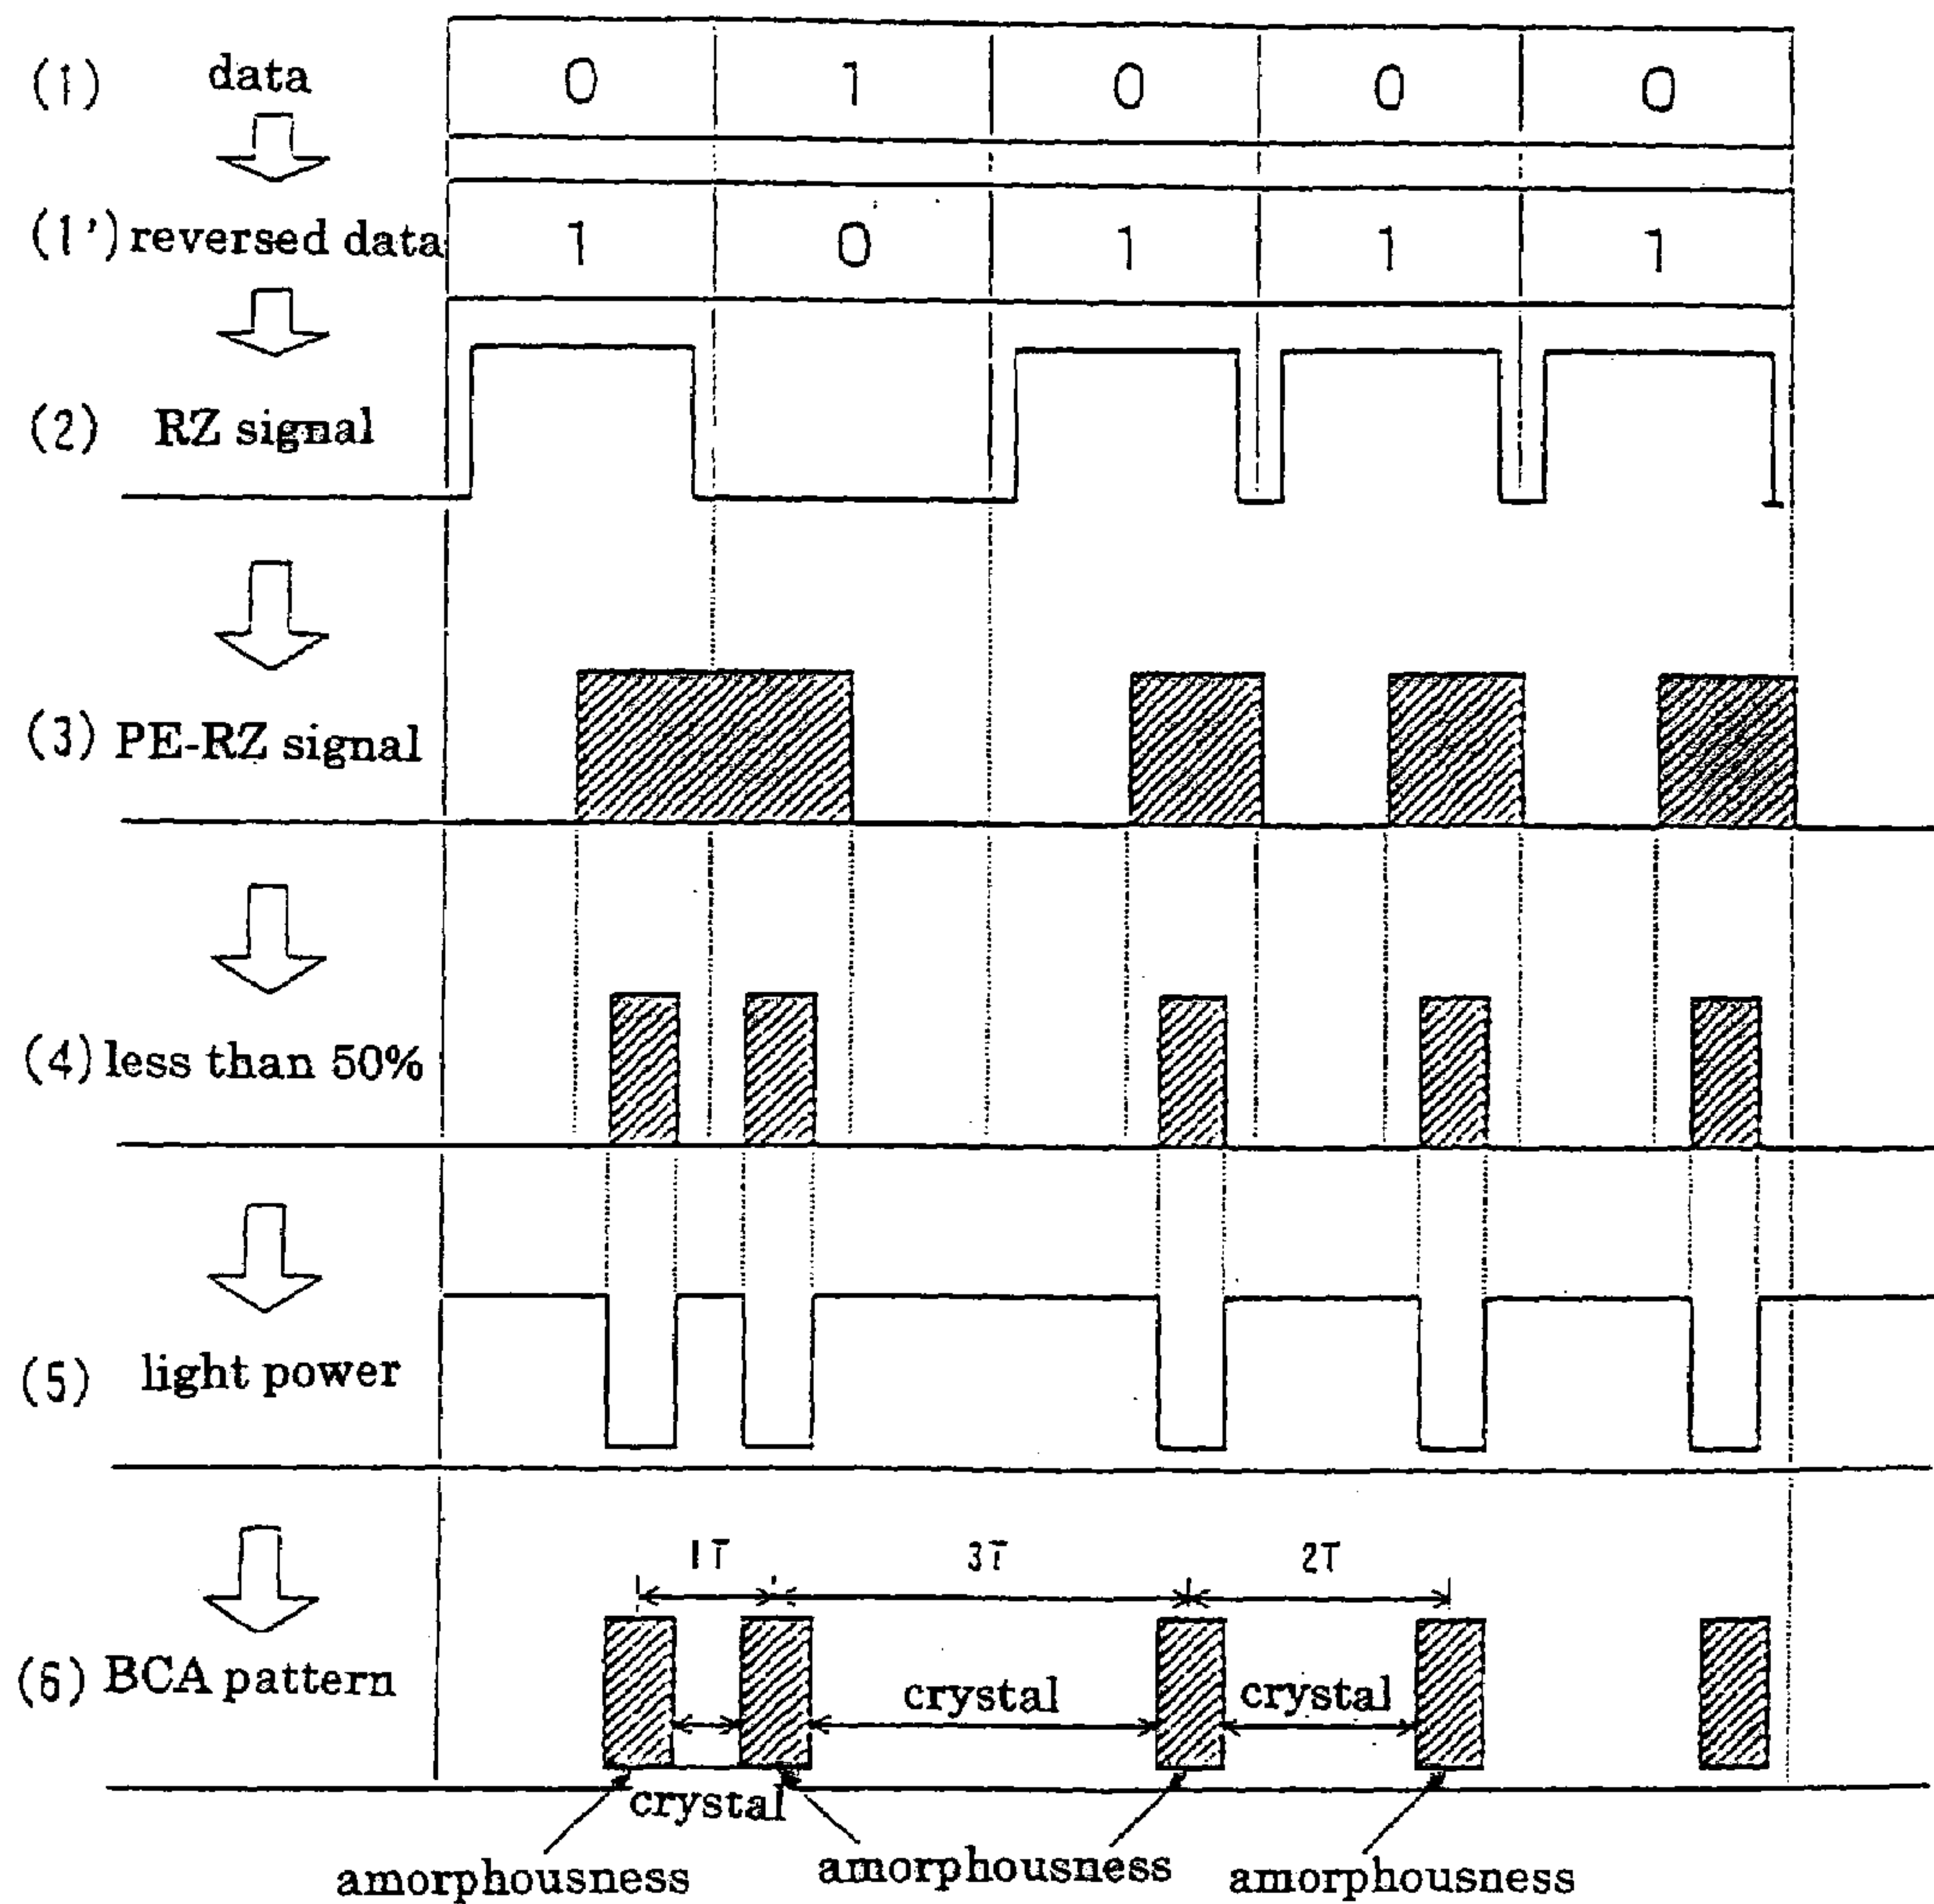 (1) data 0 1 0 0 0
(1') reversed data 1 0 1 1 1
(2) RZ signal
(3) PE-RZ signal
(4) less than 50%
(5) light power
1T 3T 2T
(6) BCA pattern
crystal crystal
crystal
amorphousness amorphousness amorphousness